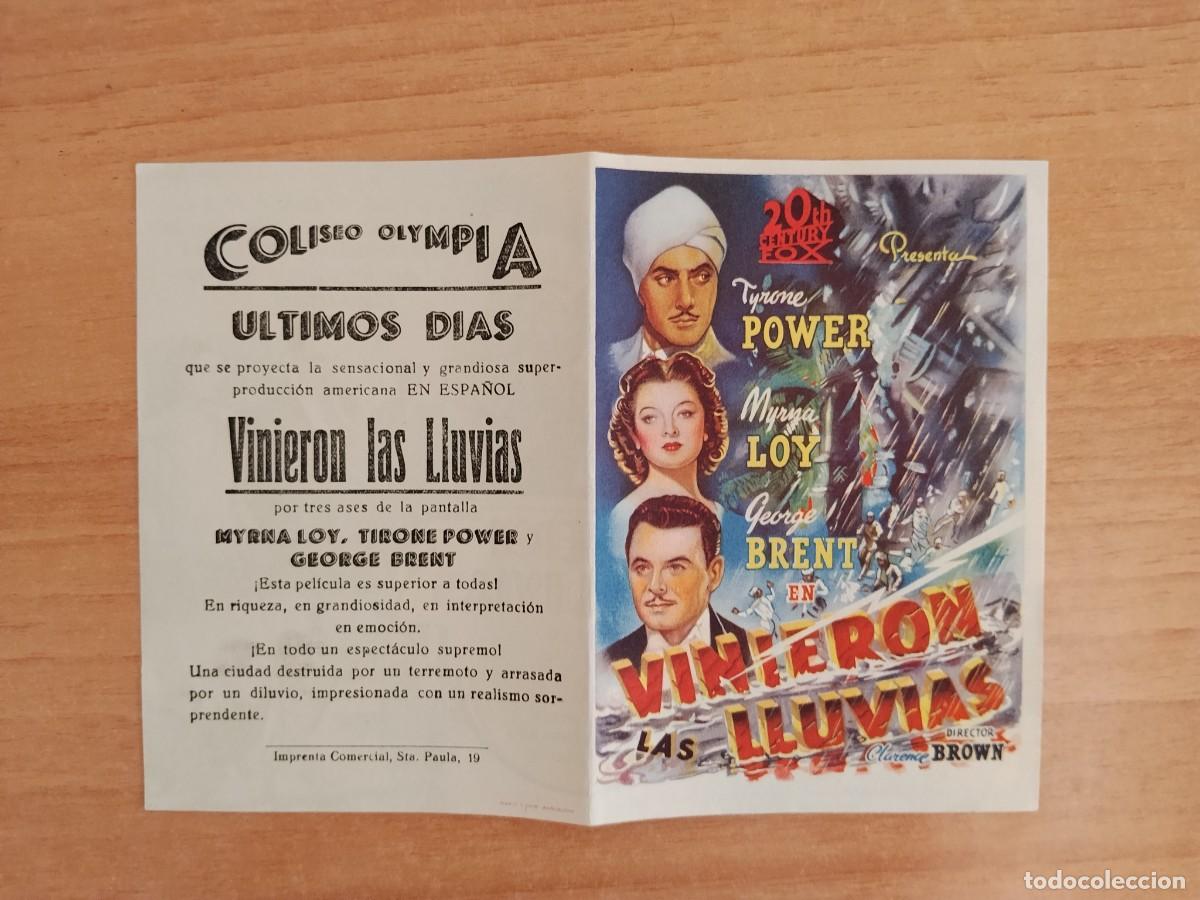 COLISEO OLYMPIA
ULTIMOS DIAS
que se proyecta la sensacional y grandiosa super-
producción americana EN ESPAÑOL
Vinieron las Lluvias
por tres ases de la pantalla
MYRNA LOY, TIRONE POWER y
GEORGE BRENT
¡Esta película es superior a todas!
En riqueza, en grandiosidad, en interpretación
en emoción.
¡En todo un espectáculo supremo!
Una ciudad destruida por un terremoto y arrasada
por un diluvio, impresionada con un realismo sor-
prendente.
Imprenta Comercial, Sta. Paula, 19
20th
CENTURY
FOX
Presenta
Tyrone
POWER
Myrna
LOY
George
BRENT
EN
VINIERON
LAS LLUVIAS
DIRECTOR
Clarence BROWN
todocoleccion